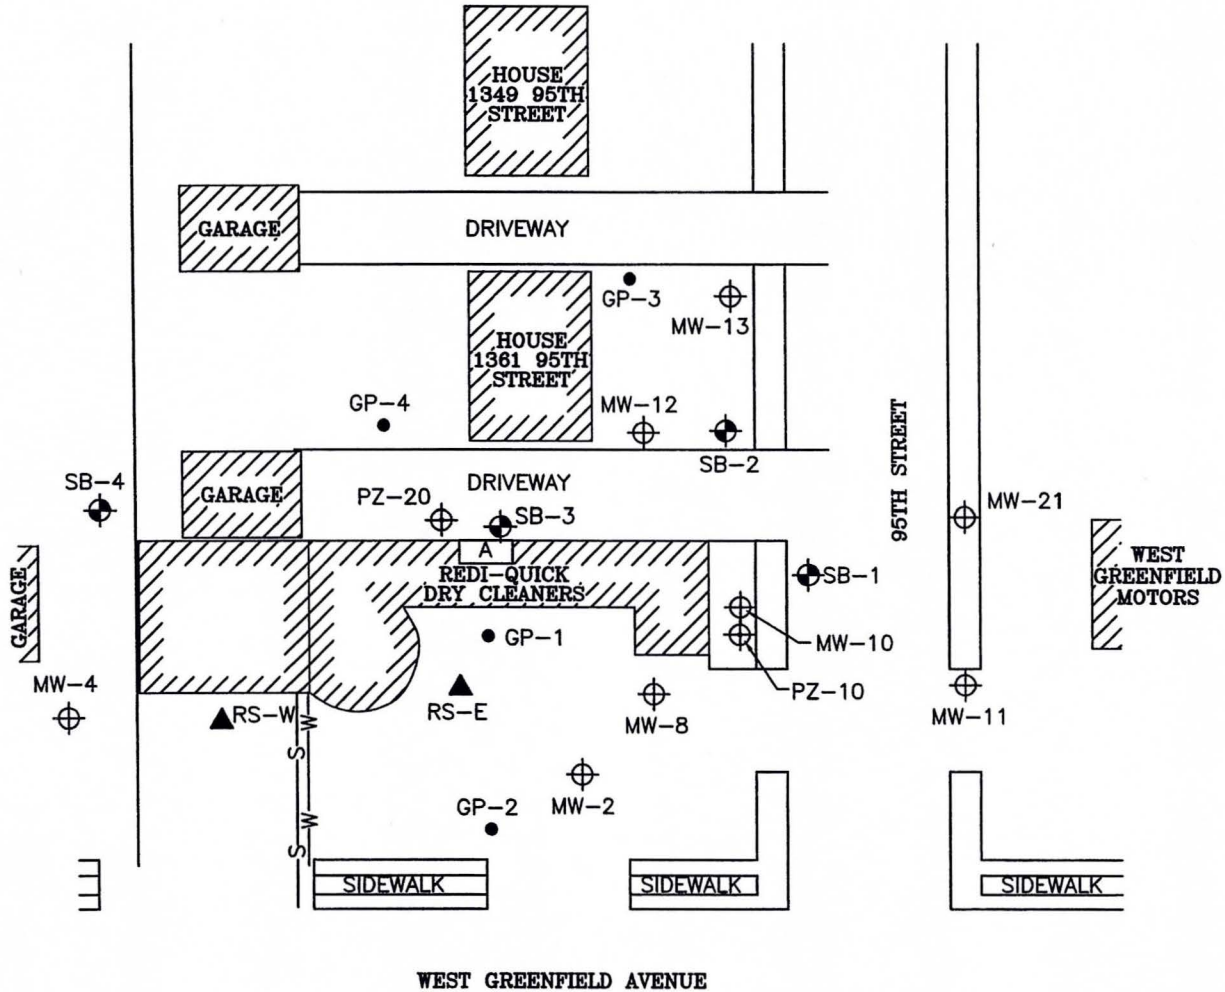 HOUSE
1349 95TH
STREET
GARAGE
DRIVEWAY
GP-3
MW-13
HOUSE
1361 95TH
STREET
GP-4
MW-12
SB-2
95TH STREET
SB-4
GARAGE
DRIVEWAY
PZ-20
SB-3
MW-21
A
REDI-QUICK
DRY CLEANERS
SB-1
WEST
GREENFIELD
MOTORS
GARAGE
GP-1
MW-10
PZ-10
MW-4
RS-W
RS-E
MW-8
MW-11
W
S
MW-2
GP-2
W
S
SIDEWALK
SIDEWALK
SIDEWALK
WEST GREENFIELD AVENUE